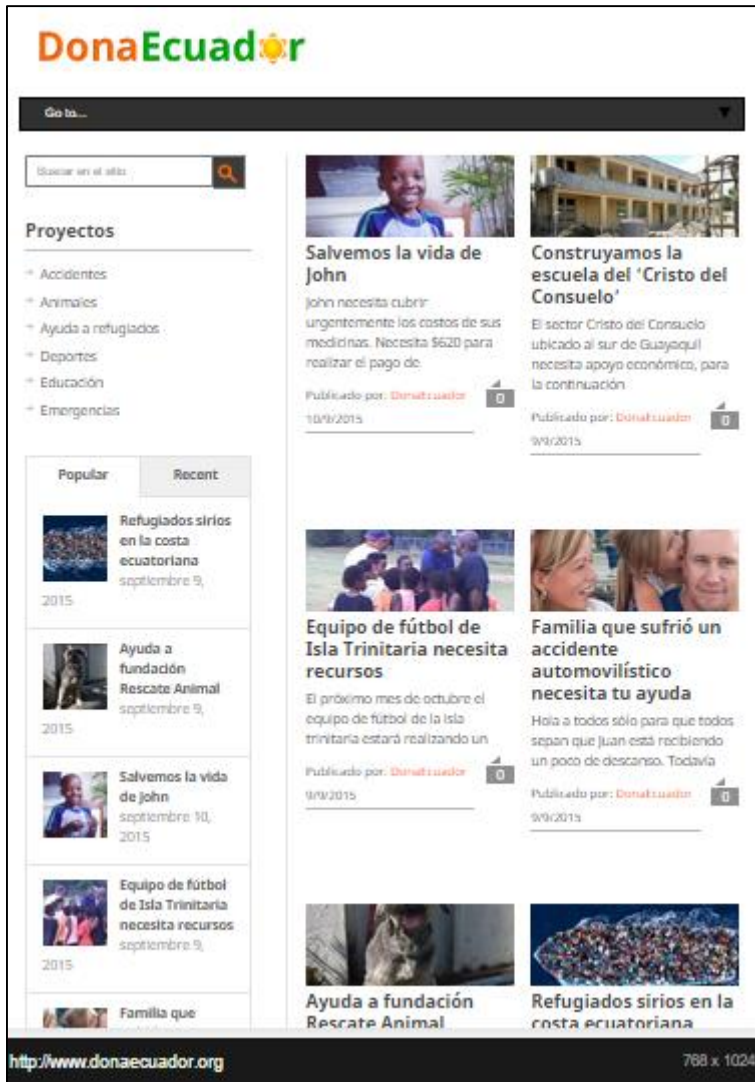 DonaEcuador
Go to...
Buscar en el sitio
Proyectos
Accidentes
Animales
Ayuda a refugiados
Deportes
Educación
Emergencias
Popular
Recent
Refugiados sirios
en la costa
ecuatoriana
septiembre 9,
2015
Ayuda a
fundación
Rescate Animal
septiembre 9,
2015
Salvemos la vida
de John
septiembre 10,
2015
Equipo de fútbol
de Isla Trinitaria
necesita recursos
septiembre 9,
2015
Familia que
Salvemos la vida de
John
John necesita cubrir
urgentemente los costos de sus
medicinas. Necesita $620 para
realizar el pago de
Publicado por: DonaEcuador
0
10/9/2015
Construyamos la
escuela del ‘Cristo del
Consuelo’
El sector Cristo del Consuelo
ubicado al sur de Guayaquil
necesita apoyo económico, para
la continuación
Publicado por: DonaEcuador
0
9/9/2015
Equipo de fútbol de
Isla Trinitaria necesita
recursos
El próximo mes de octubre el
equipo de fútbol de la isla
trinitaria estará realizando un
Publicado por: DonaEcuador
0
9/9/2015
Familia que sufrió un
accidente
automovilístico
necesita tu ayuda
Hola a todos sólo para que todos
sepan que Juan está recibiendo
un poco de descanso. Todavía
Publicado por: DonaEcuador
0
9/9/2015
Ayuda a fundación
Rescate Animal
Refugiados sirios en la
costa ecuatoriana
http://www.donaecuador.org
768 x 1024